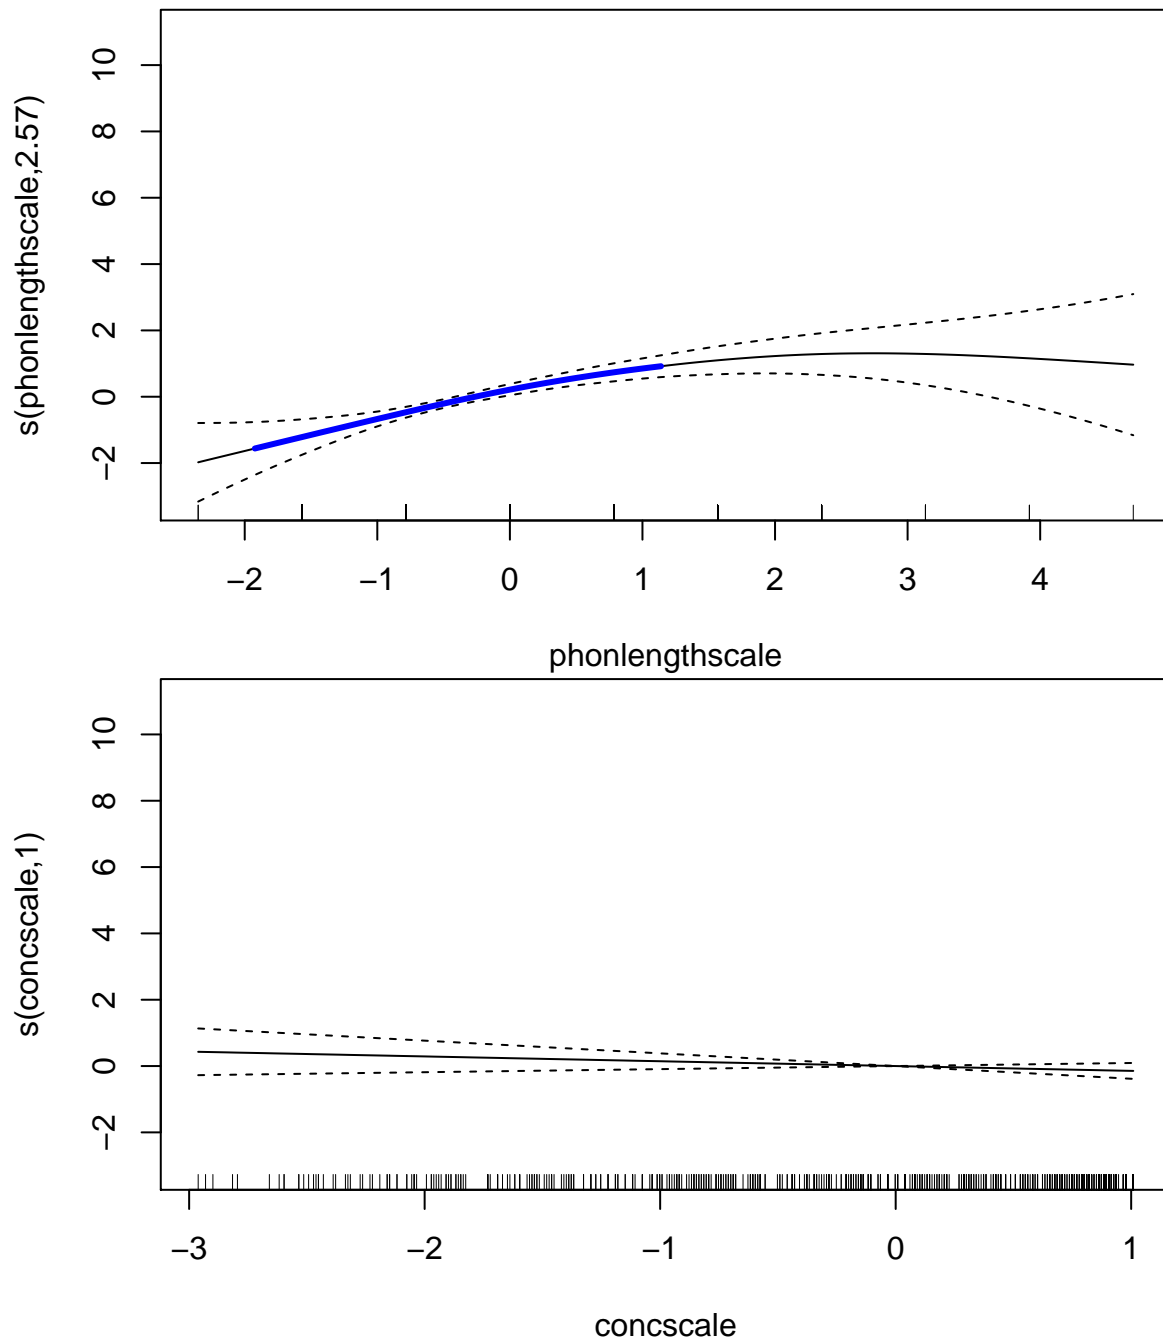 s(phonlengthscale,2.57)
10
8
6
4
2
0
−2
−2 −1 0 1 2 3 4
phonlengthscale
s(concscale,1)
10
8
6
4
2
0
−2
−3 −2 −1 0 1
concscale